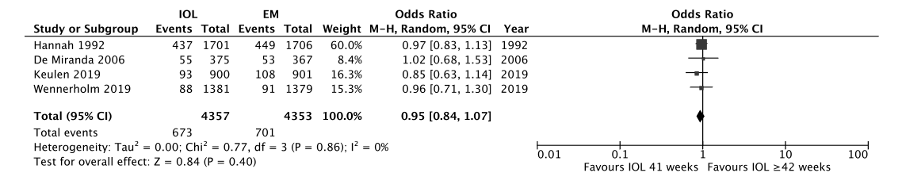 IOL EM Odds Ratio Odds Ratio
Study or Subgroup Events Total Events Total Weight M-H, Random, 95% CI Year M-H, Random, 95% CI
Hannah 1992 437 1701 449 1706 60.0% 0.97 [0.83, 1.13] 1992
De Miranda 2006 55 375 53 367 8.4% 1.02 [0.68, 1.53] 2006
Keulen 2019 93 900 108 901 16.3% 0.85 [0.63, 1.14] 2019
Wennerholm 2019 88 1381 91 1379 15.3% 0.96 [0.71, 1.30] 2019
Total (95% CI) 4357 4353 100.0% 0.95 [0.84, 1.07]
Total events 673 701
Heterogeneity: Tau² = 0.00; Chi² = 0.77, df = 3 (P = 0.86); I² = 0%
Test for overall effect: Z = 0.84 (P = 0.40)
0.01 0.1 1 10 100
Favours IOL 41 weeks Favours IOL ≥42 weeks